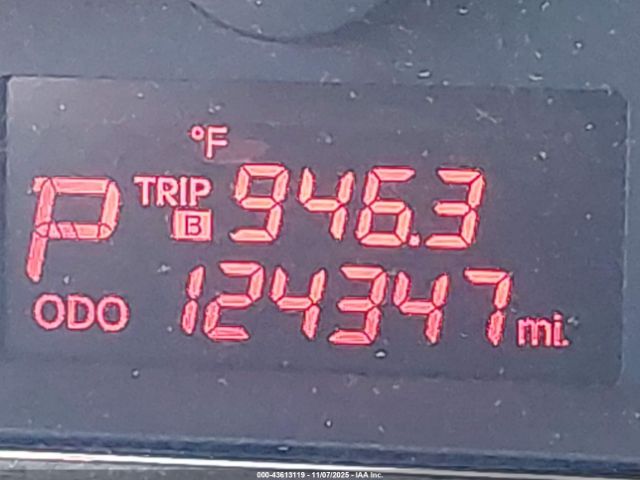 °F
P TRIP B 946.3
ODO 124347 mi.
000-43613119 - 11/07/2025 - IAA Inc.